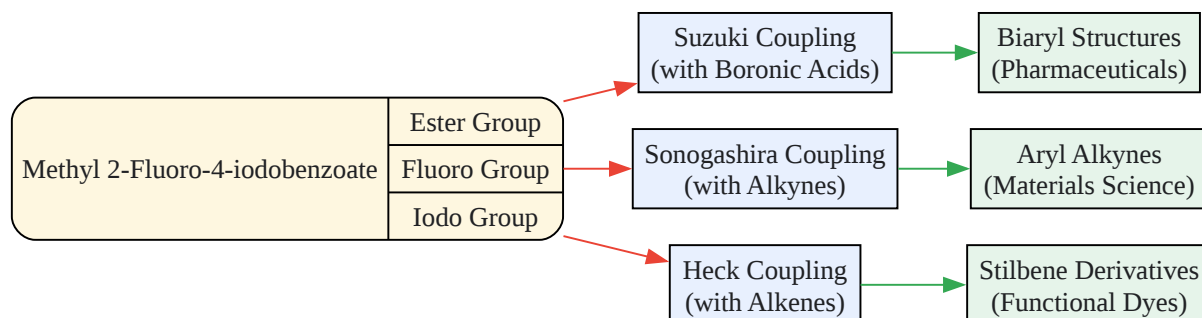 Methyl 2-Fluoro-4-iodobenzoate
Ester Group
Fluoro Group
Iodo Group
Suzuki Coupling
(with Boronic Acids)
Biaryl Structures
(Pharmaceuticals)
Sonogashira Coupling
(with Alkynes)
Aryl Alkynes
(Materials Science)
Heck Coupling
(with Alkenes)
Stilbene Derivatives
(Functional Dyes)